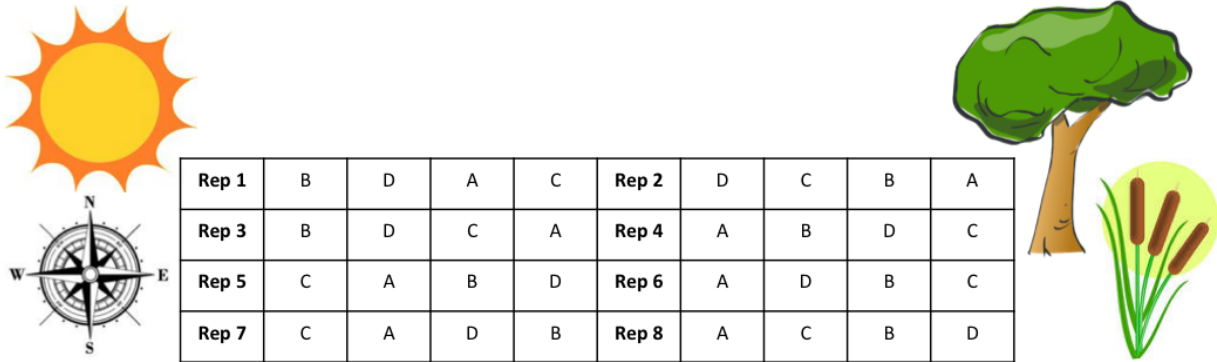 N
W E
S
Rep 1 B D A C Rep 2 D C B A
Rep 3 B D C A Rep 4 A B D C
Rep 5 C A B D Rep 6 A D B C
Rep 7 C A D B Rep 8 A C B D